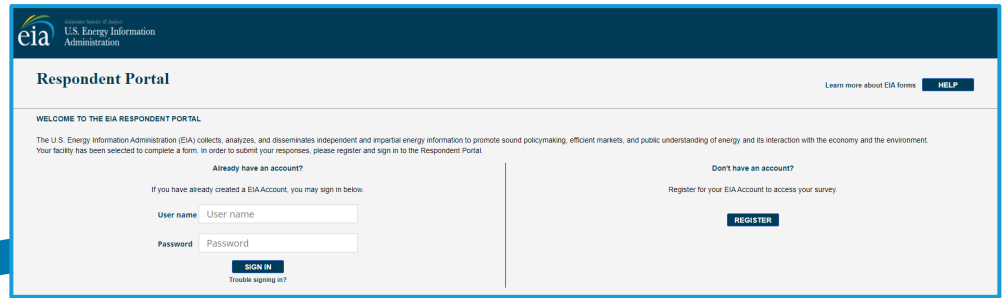 Independent Statistics & Analysis
eia
U.S. Energy Information
Administration
Respondent Portal
Learn more about EIA forms
HELP
WELCOME TO THE EIA RESPONDENT PORTAL
The U.S. Energy Information Administration (EIA) collects, analyzes, and disseminates independent and impartial energy information to promote sound policymaking, efficient markets, and public understanding of energy and its interaction with the economy and the environment.
Your facility has been selected to complete a form. In order to submit your responses, please register and sign in to the Respondent Portal.
Already have an account?
If you have already created a EIA Account, you may sign in below.
User name
User name
Password
Password
SIGN IN
Trouble signing in?
Don't have an account?
Register for your EIA Account to access your survey.
REGISTER